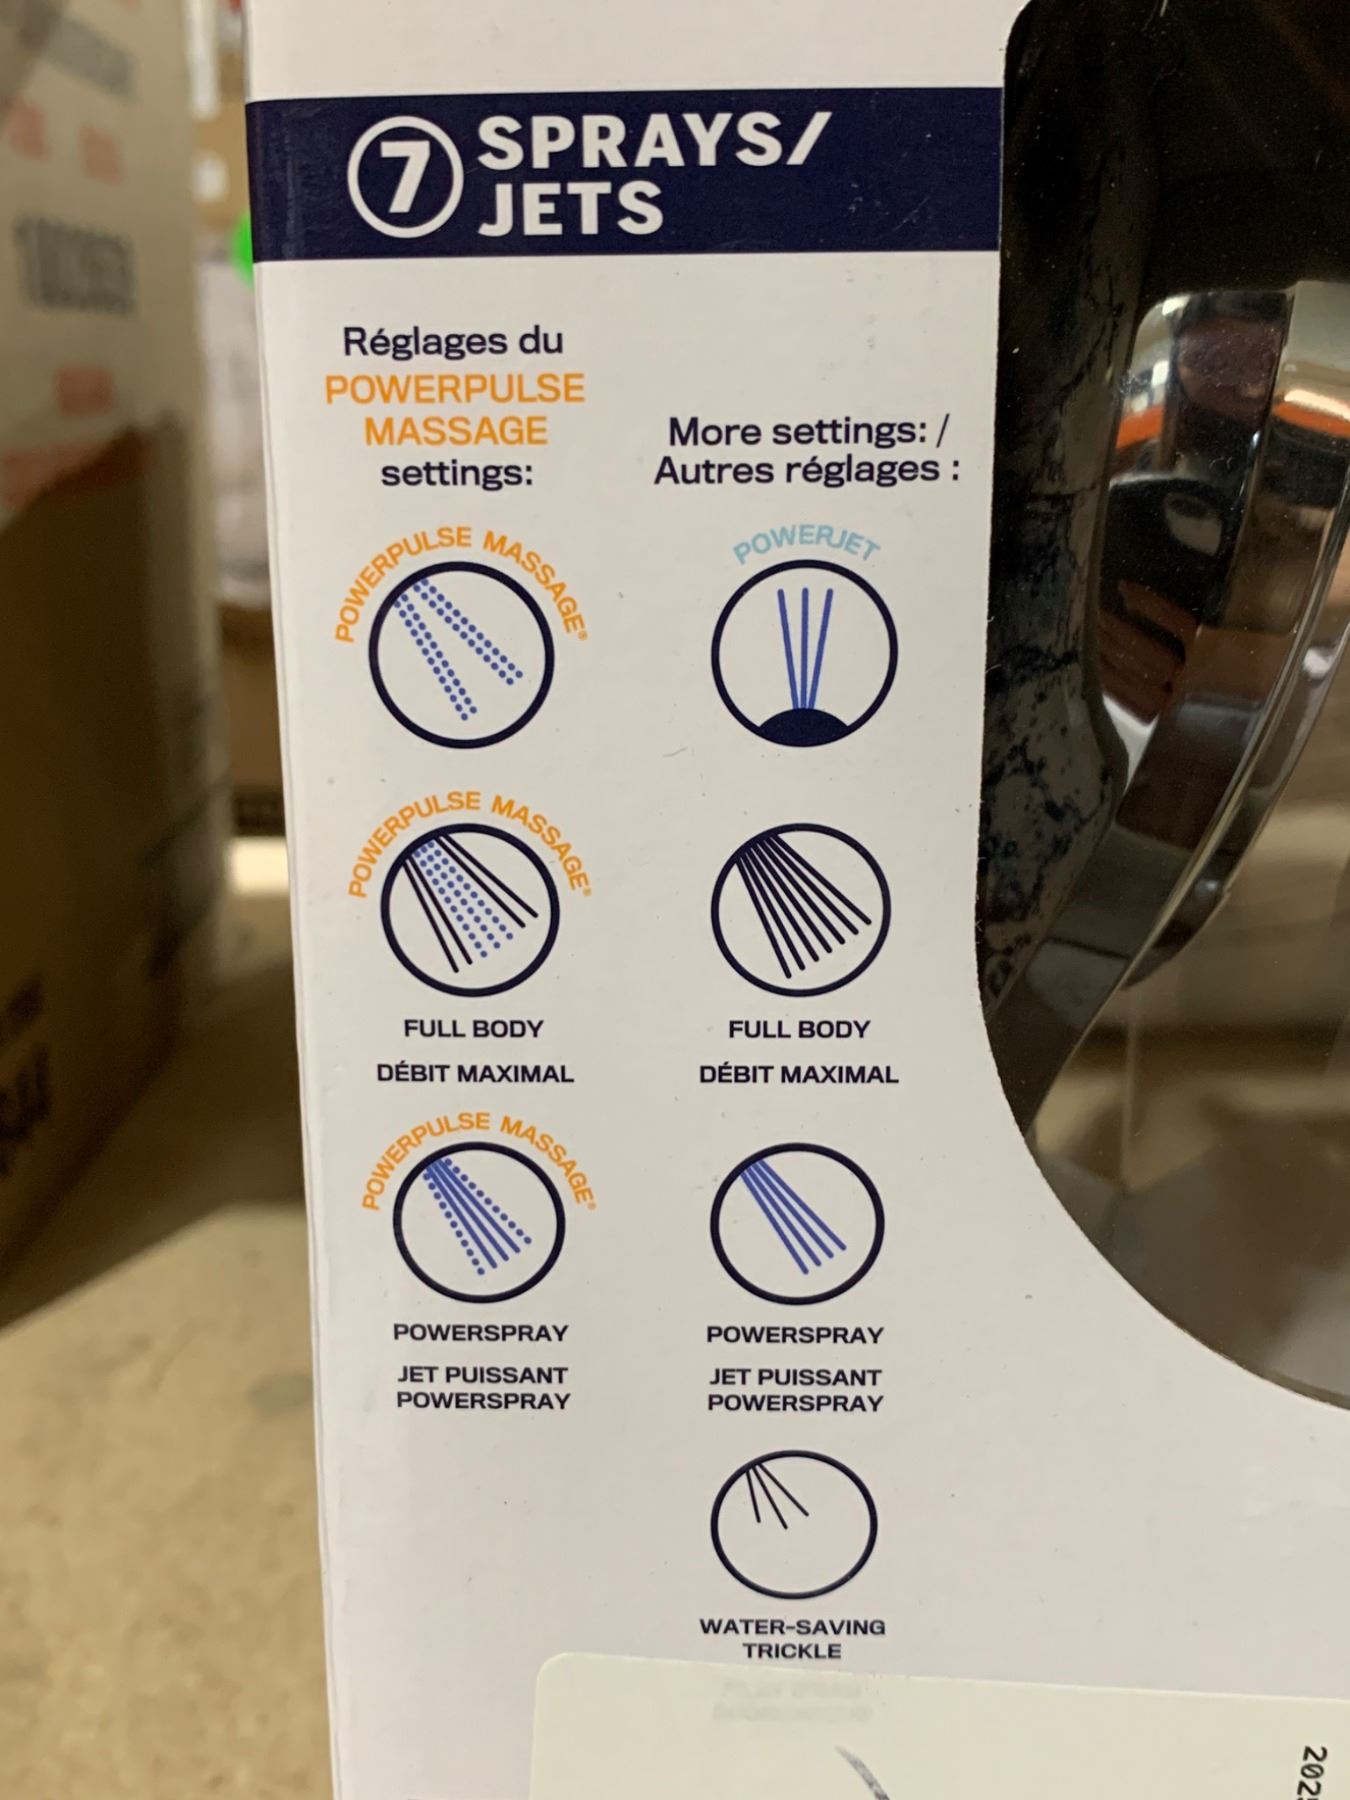 7 SPRAYS/
JETS
Réglages du
POWERPULSE
MASSAGE
settings:
POWERPULSE MASSAGE®
POWERPULSE MASSAGE®
FULL BODY
DÉBIT MAXIMAL
POWERPULSE MASSAGE®
POWERSPRAY
JET PUISSANT
POWERSPRAY
More settings: /
Autres réglages :
POWERJET
FULL BODY
DÉBIT MAXIMAL
POWERSPRAY
JET PUISSANT
POWERSPRAY
WATER-SAVING
TRICKLE